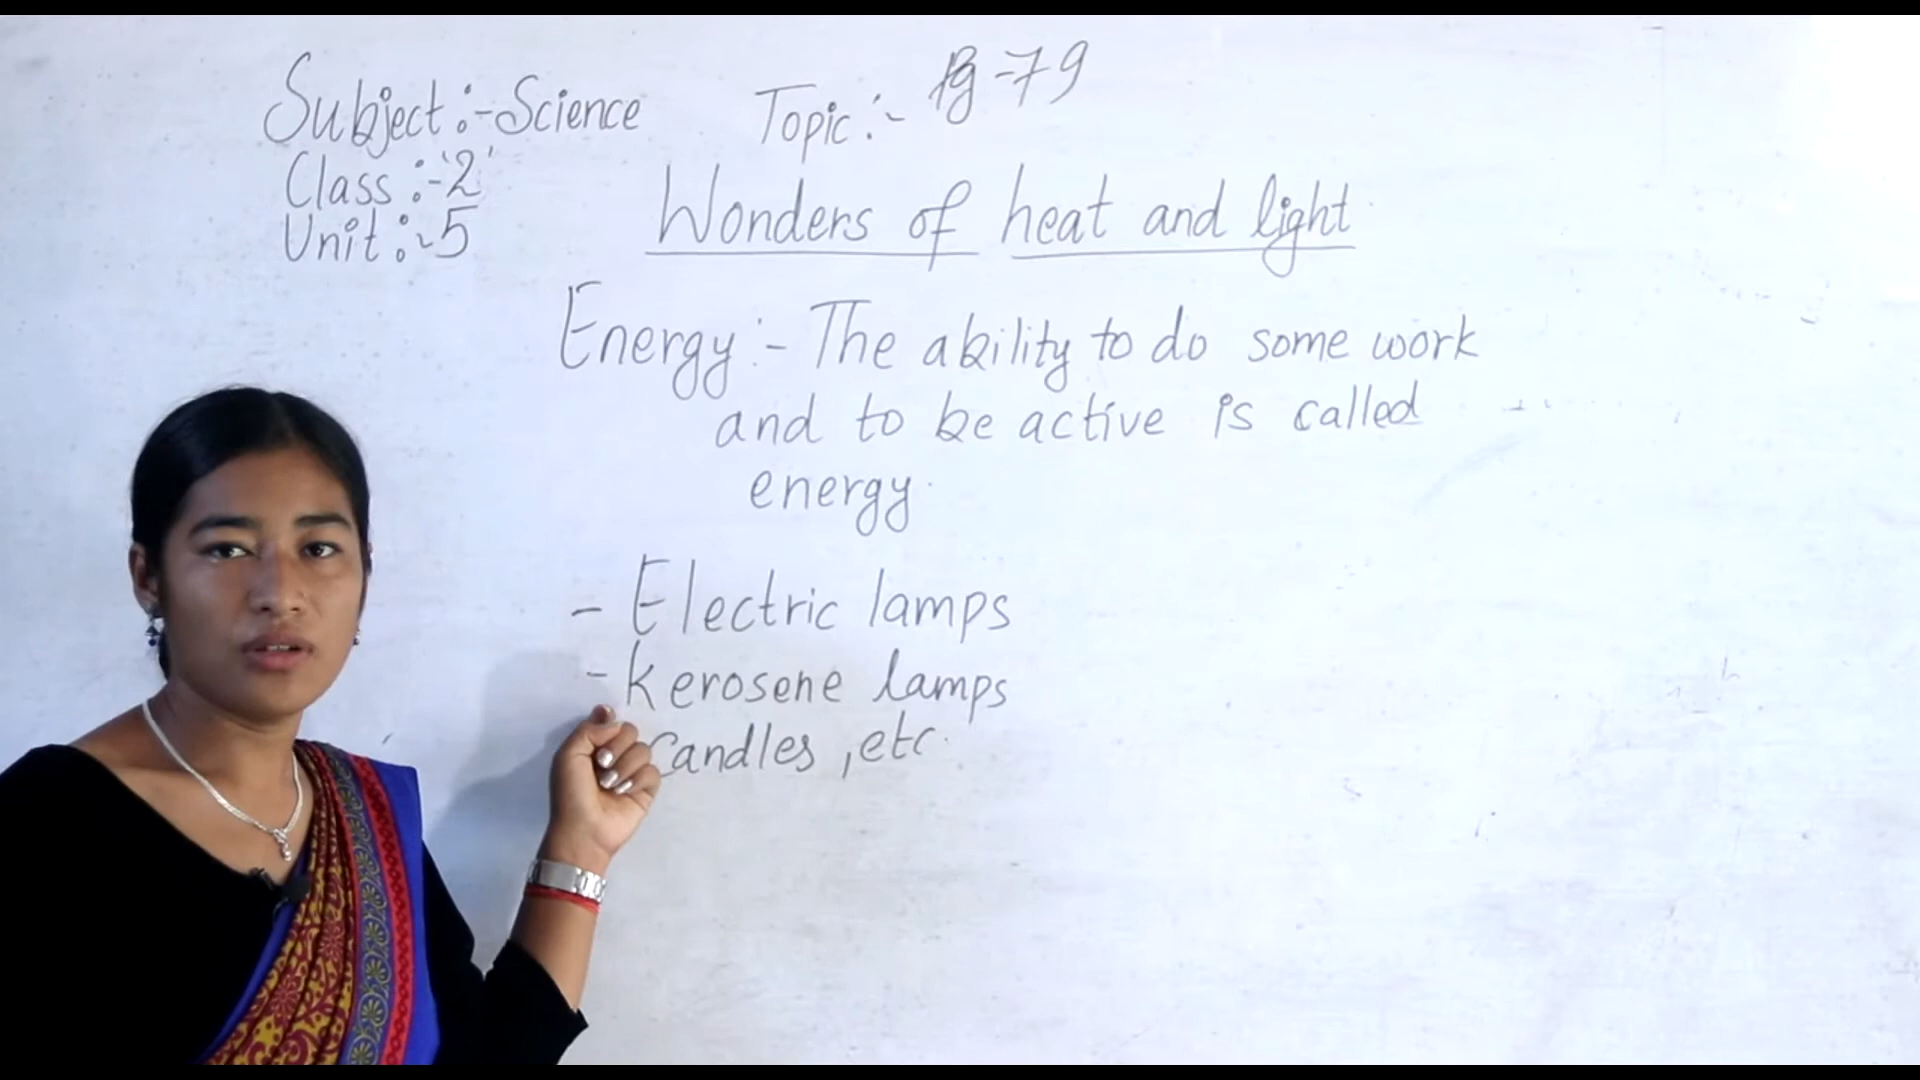 Subject:-Science
Topic:- Pg-79
Class:-'2'
Unit:-5
Wonders of heat and light
Energy:- The ability to do some work
and to be active is called
energy.
- Electric lamps
- Kerosene lamps
Candles, etc.